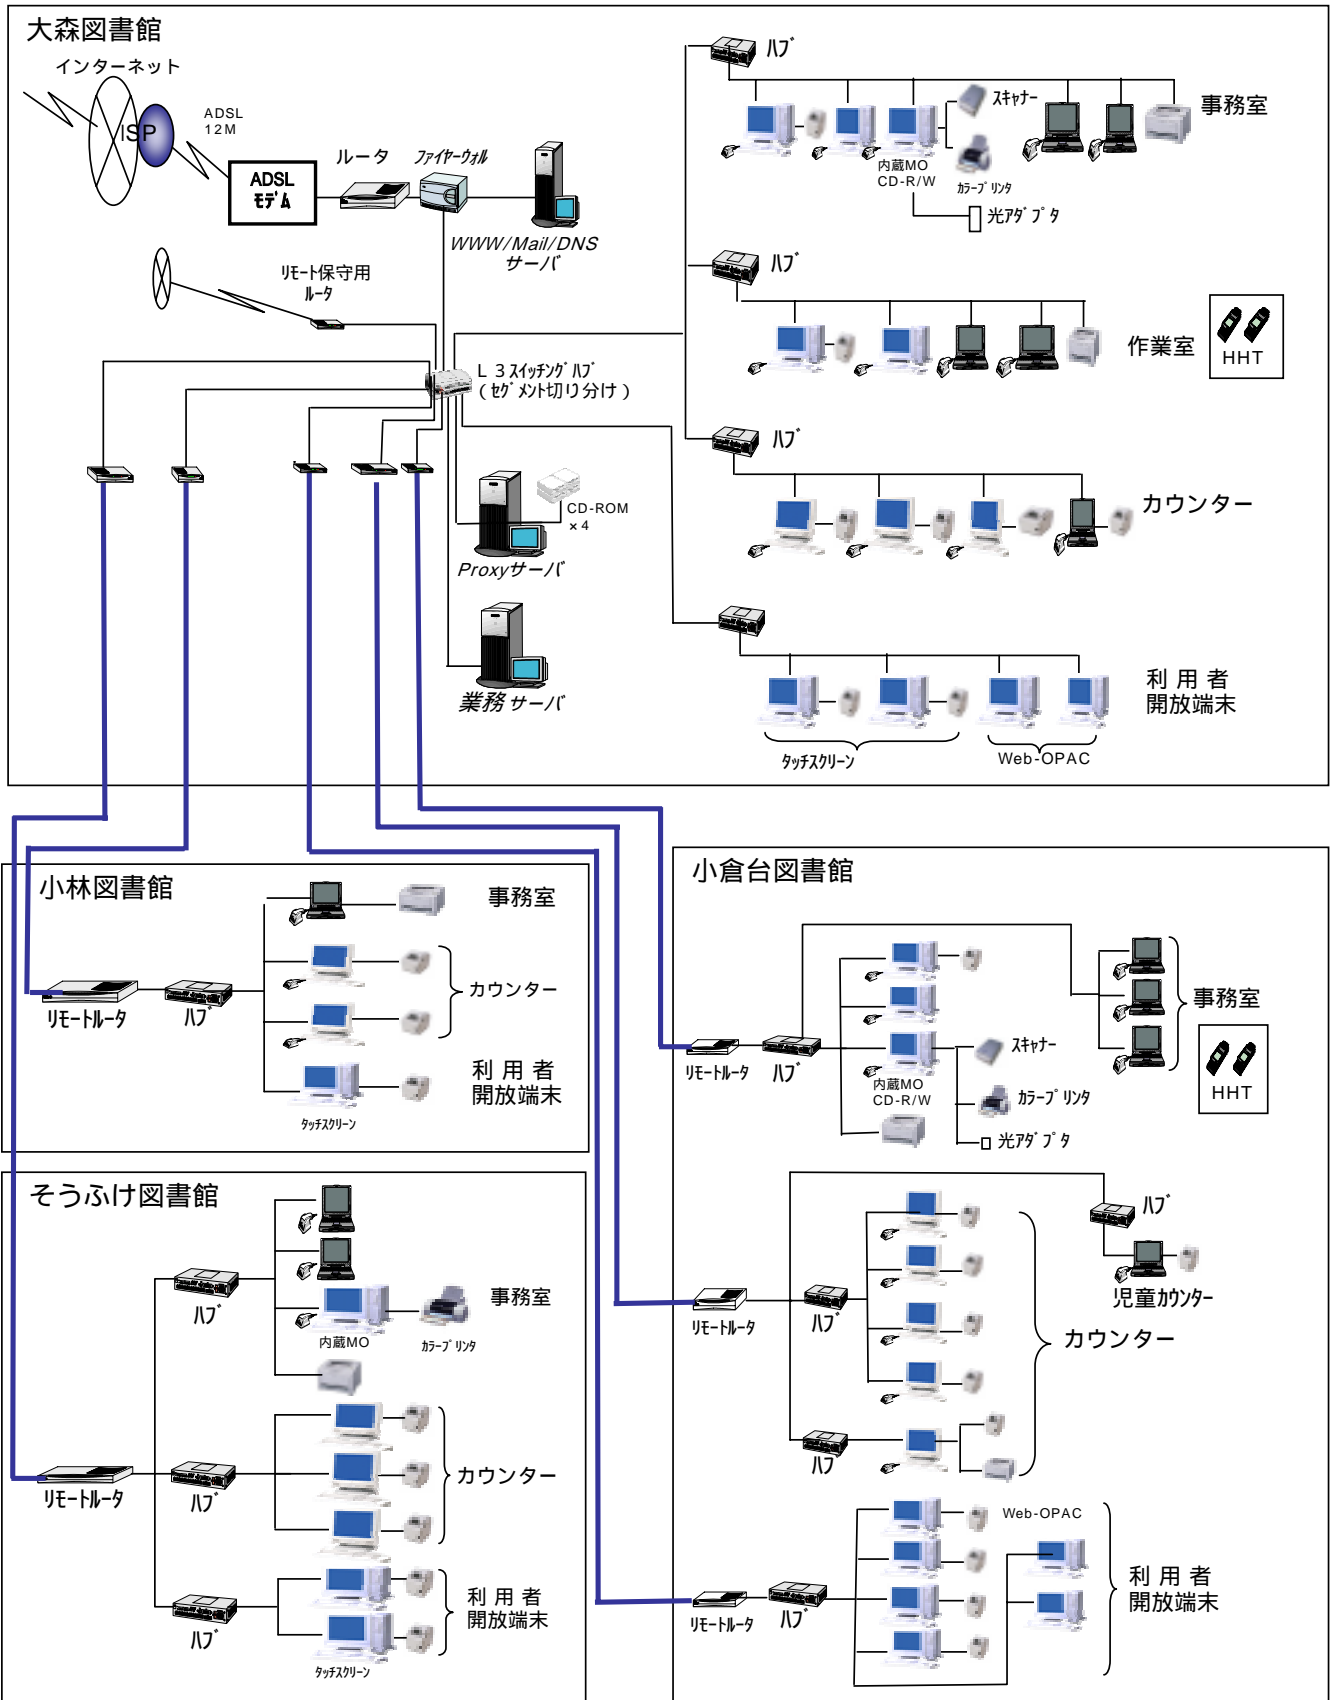 大森図書館
インターネット
ISP
ADSL
12M
ADSL
ﾓﾃﾞﾑ
ルータ
ﾌｧｲﾔｰｳｫﾙ
WWW/Mail/DNS
サーバ
ﾘﾓｰﾄ保守用
ﾙｰﾀ
L３ｽｲｯﾁﾝｸﾞﾊﾌﾞ
（ｾｸﾞﾒﾝﾄ切り分け）
CD-ROM
×4
Proxyサーバ
業務サーバ
ﾊﾌﾞ
ｽｷｬﾅｰ
事務室
内蔵MO
CD-R/W
ｶﾗｰﾌﾟﾘﾝﾀ
光ｱﾀﾞﾌﾟﾀ
ﾊﾌﾞ
作業室
HHT
ﾊﾌﾞ
カウンター
利用者
開放端末
ﾀｯﾁｽｸﾘｰﾝ
Web-OPAC
小林図書館
事務室
カウンター
ﾘﾓｰﾄﾙｰﾀ
ﾊﾌﾞ
利用者
開放端末
ﾀｯﾁｽｸﾘｰﾝ
そうふけ図書館
ﾊﾌﾞ
事務室
内蔵MO
ｶﾗｰﾌﾟﾘﾝﾀ
カウンター
ﾘﾓｰﾄﾙｰﾀ
ﾊﾌﾞ
利用者
開放端末
ﾊﾌﾞ
ﾀｯﾁｽｸﾘｰﾝ
小倉台図書館
事務室
ﾘﾓｰﾄﾙｰﾀ
ﾊﾌﾞ
ｽｷｬﾅｰ
内蔵MO
CD-R/W
ｶﾗｰﾌﾟﾘﾝﾀ
光ｱﾀﾞﾌﾟﾀ
HHT
ﾊﾌﾞ
児童ｶｳﾝﾀｰ
ﾘﾓｰﾄﾙｰﾀ
ﾊﾌﾞ
カウンター
ﾊﾌﾞ
Web-OPAC
利用者
開放端末
ﾘﾓｰﾄﾙｰﾀ
ﾊﾌﾞ